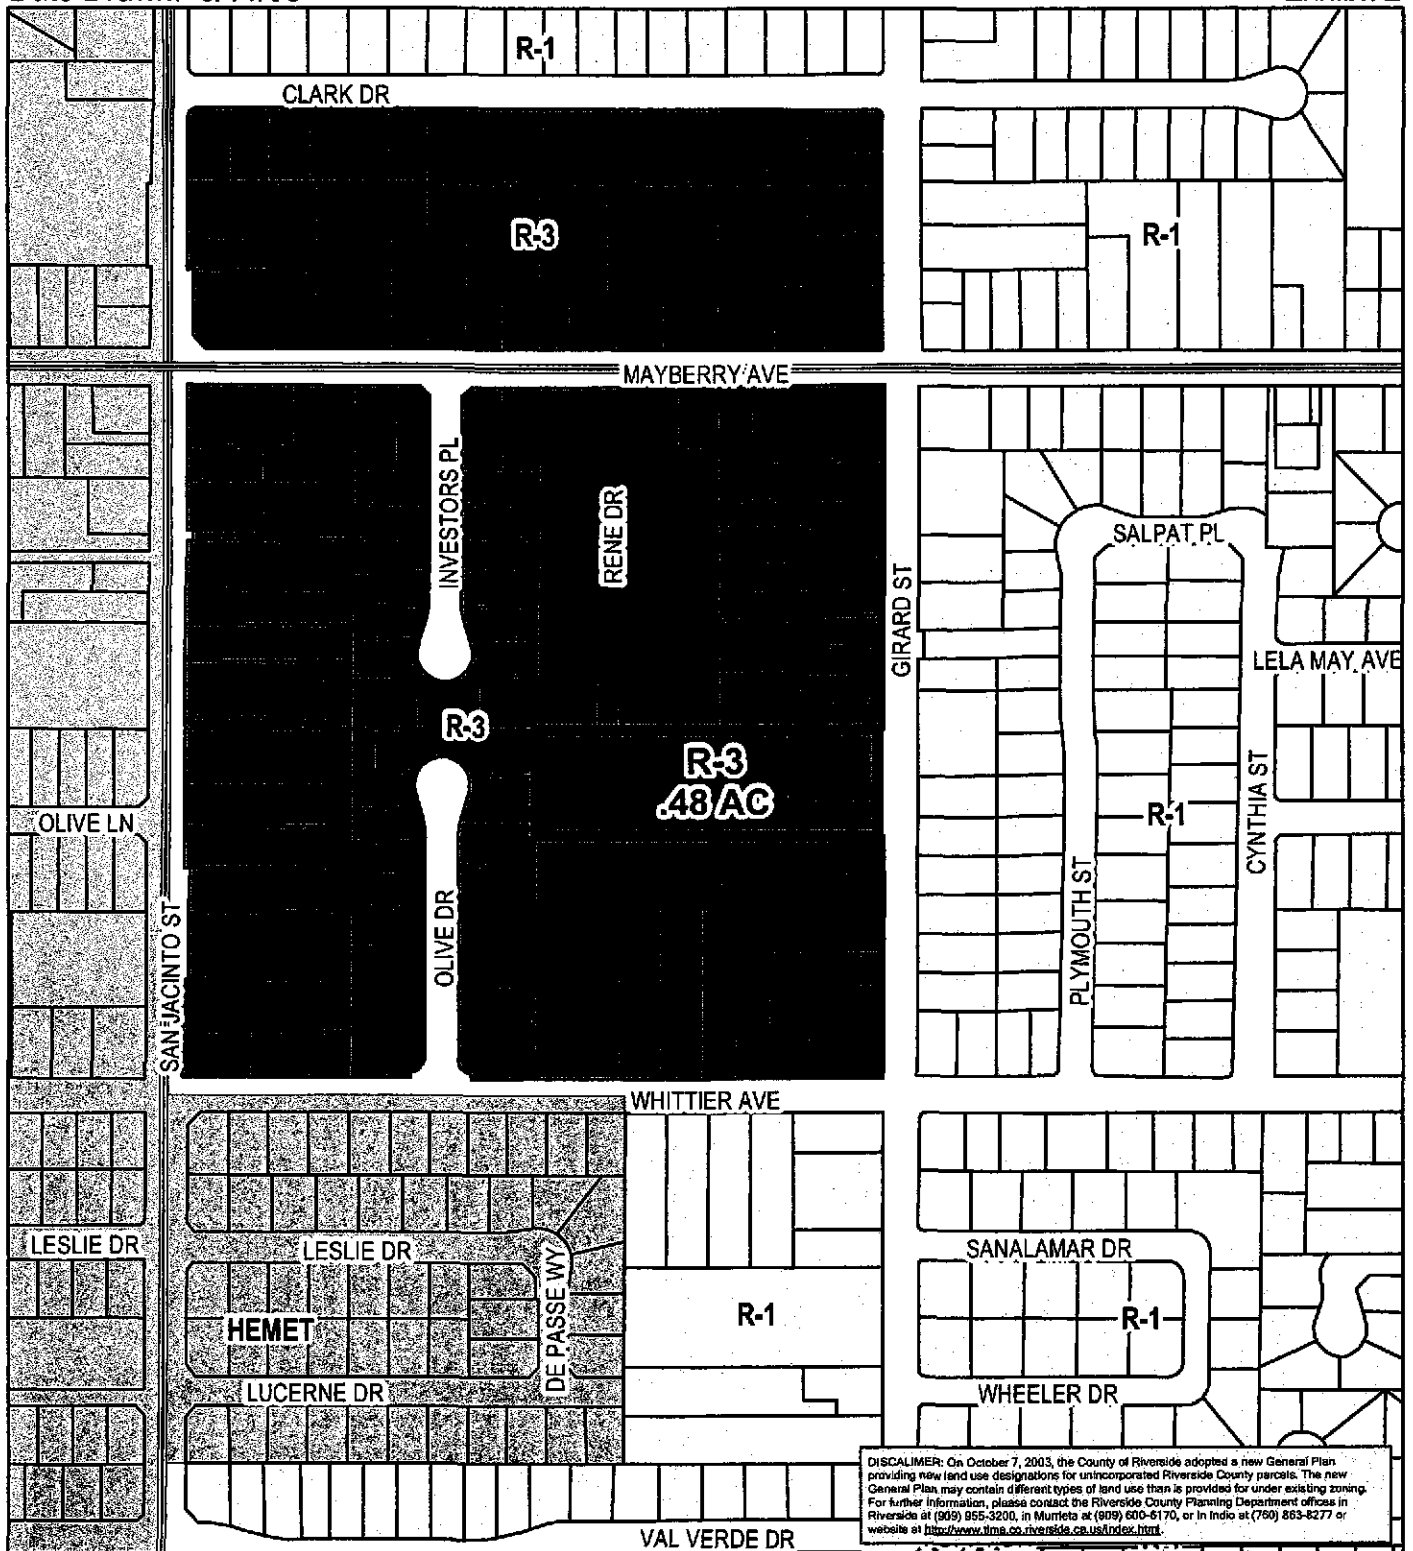 R-1
CLARK DR
R-3
R-1
MAYBERRY AVE
INVESTORS PL
RENE DR
GIRARD ST
SALPAT PL
LELA MAY AVE
R-3
R-3
.48 AC
R-1
OLIVE LN
CYNTHIA ST
PLYMOUTH ST
OLIVE DR
SAN JACINTO ST
WHITTIER AVE
LESLIE DR
LESLIE DR
DE PASSE WY
SANALAMAR DR
HEMET
R-1
R-1
LUCERNE DR
WHEELER DR
DISCALIMER: On October 7, 2003, the County of Riverside adopted a new General Plan
providing new land use designations for unincorporated Riverside County parcels. The new
General Plan may contain different types of land use than is provided for under existing zoning.
For further information, please contact the Riverside County Planning Department offices in
Riverside at (909) 955-3200, in Murrieta at (909) 600-6170, or in Indio at (760) 863-8277 or
website at http://www.tlma.co.riverside.ca.us/index.html.
VAL VERDE DR